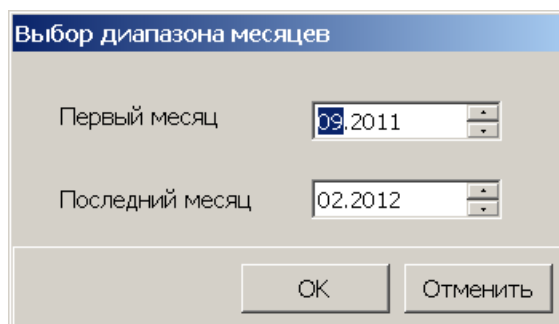 Выбор диапазона месяцев
Первый месяц 09.2011
Последний месяц 02.2012
OK Отменить